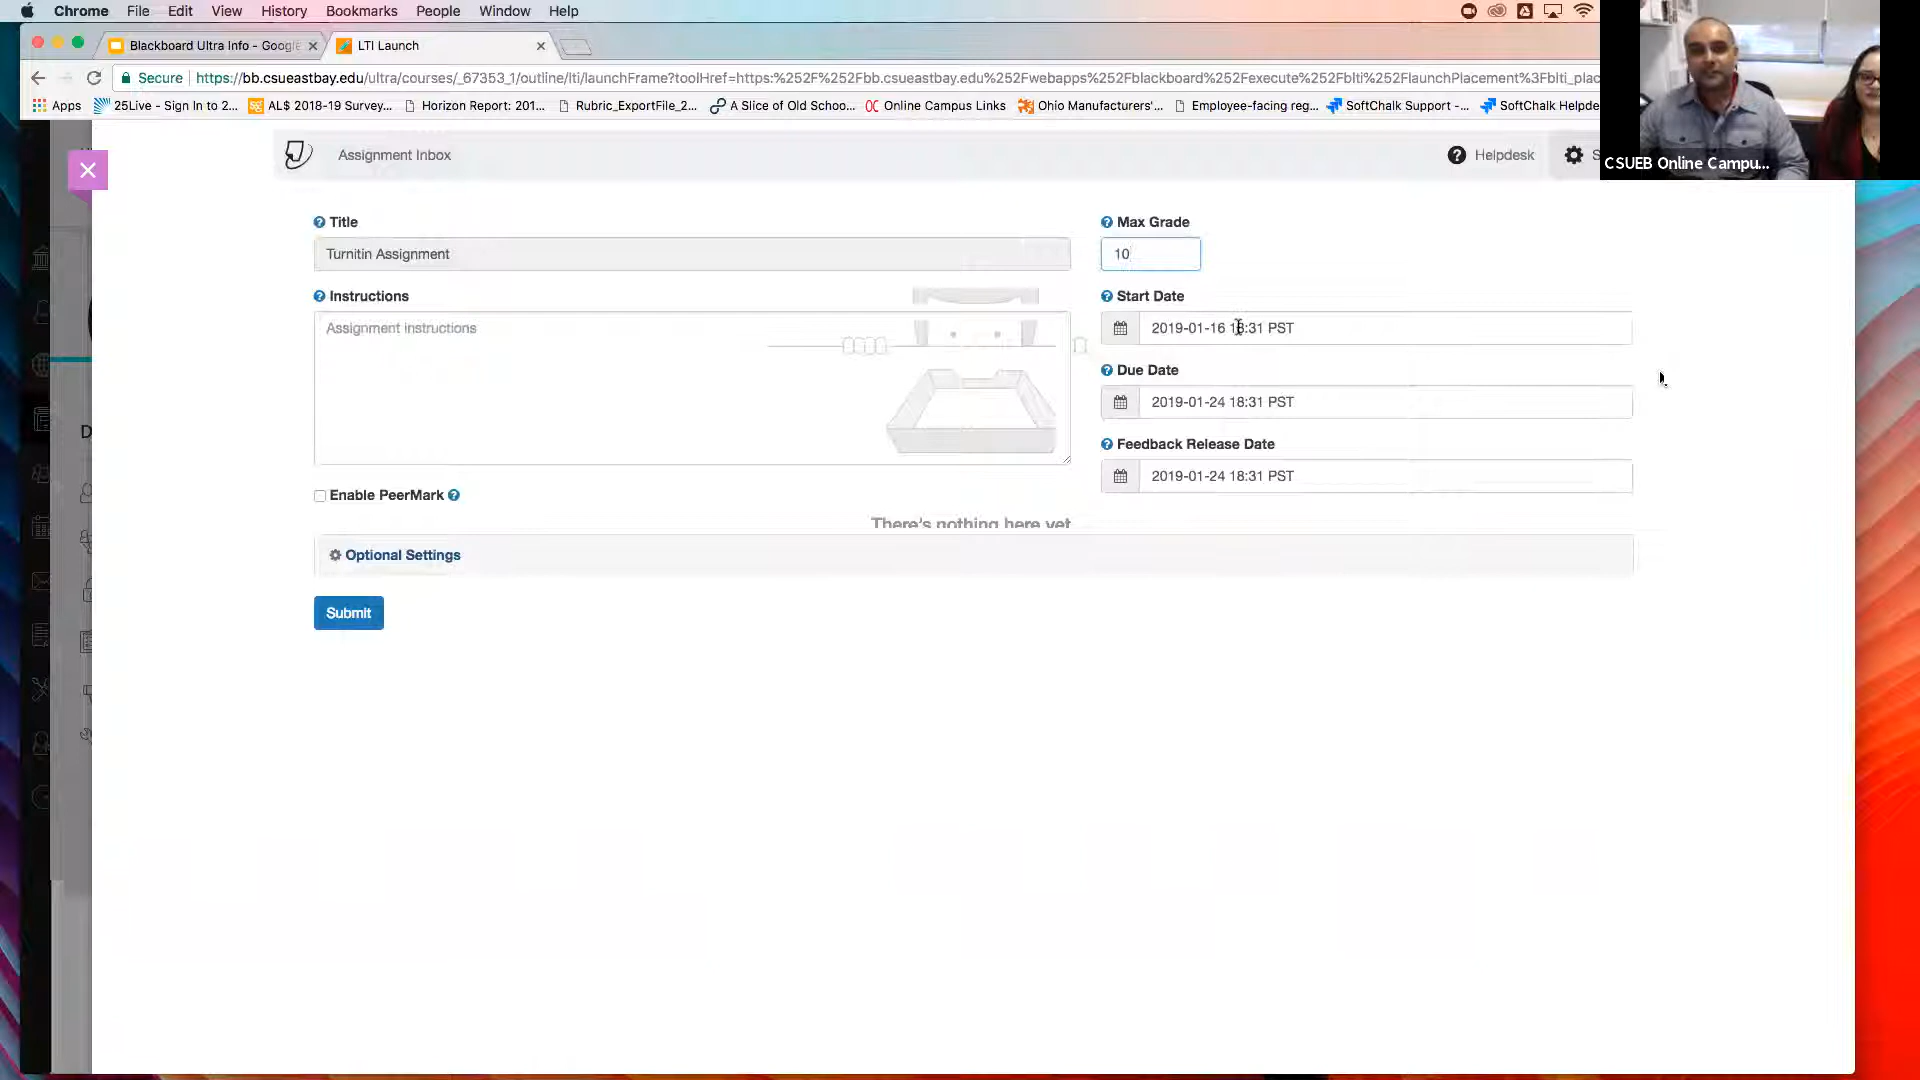 Chrome File Edit View History Bookmarks People Window Help
Blackboard Ultra Info - Google
LTI Launch
Secure https://bb.csueastbay.edu/ultra/courses/_67353_1/outline/lti/launchFrame?toolHref=https:%252F%252Fbb.csueastbay.edu%252Fwebapps%252Fblackboard%252Fexecute%252Fblti%252FlaunchPlacement%3Fblti_plac
Apps 25Live - Sign In to 2... AL$ 2018-19 Survey... Horizon Report: 201... Rubric_ExportFile_2... A Slice of Old Schoo... Online Campus Links Ohio Manufacturers'... Employee-facing reg... SoftChalk Support -... SoftChalk Helpde
CSUEB Online Campu...
Assignment Inbox
Helpdesk
Title
Turnitin Assignment
Instructions
Assignment instructions
Enable PeerMark
Max Grade
10
Start Date
2019-01-16 18:31 PST
Due Date
2019-01-24 18:31 PST
Feedback Release Date
2019-01-24 18:31 PST
There's nothing here yet
Optional Settings
Submit